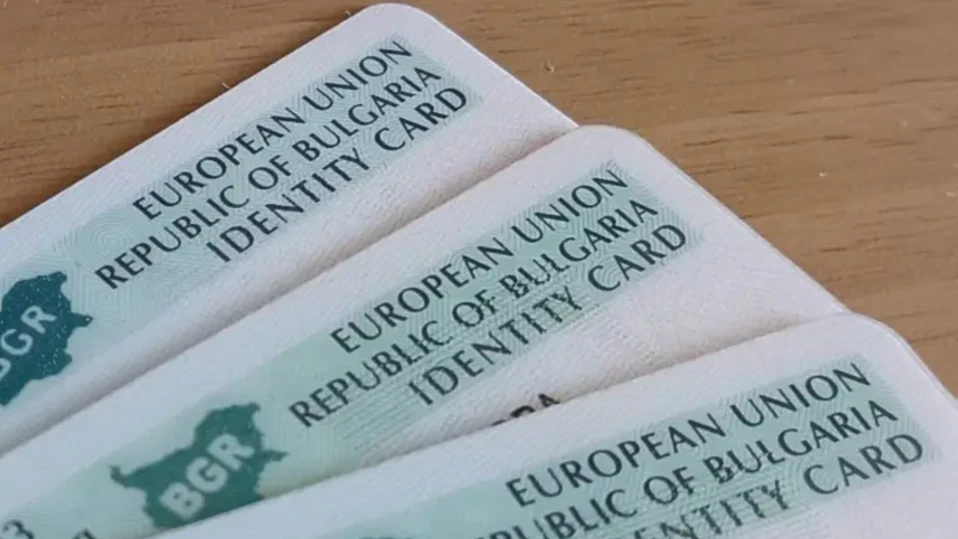 EUROPEAN UNION
REPUBLIC OF BULGARIA
IDENTITY CARD
BGR
EUROPEAN UNION
REPUBLIC OF BULGARIA
IDENTITY CARD
BGR
EUROPEAN UNION
OF BULGARIA
CARD